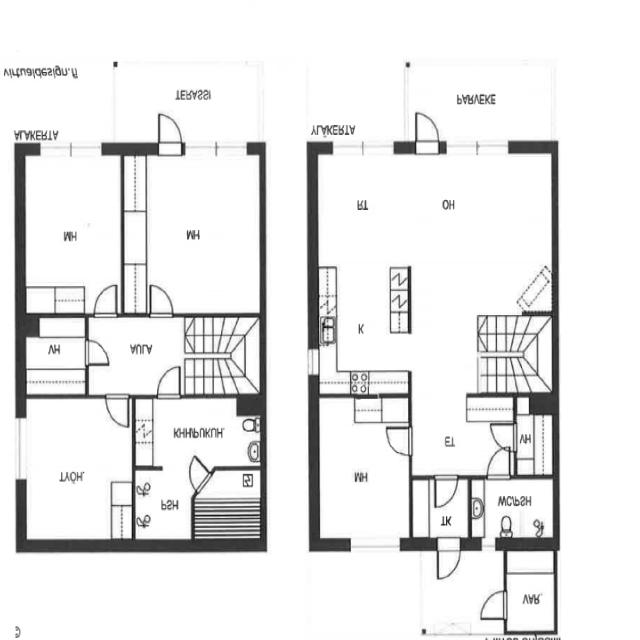 virtualdesign.fi
TERASSI
PARVEKE
ALAKERTA
YLÄKERTA
MH
MH
RT
OH
K
VH
AULA
TYÖH.
KHH/PUKUH.
PSH
MH
ET
VH
WC/PSH
TK
VAR.